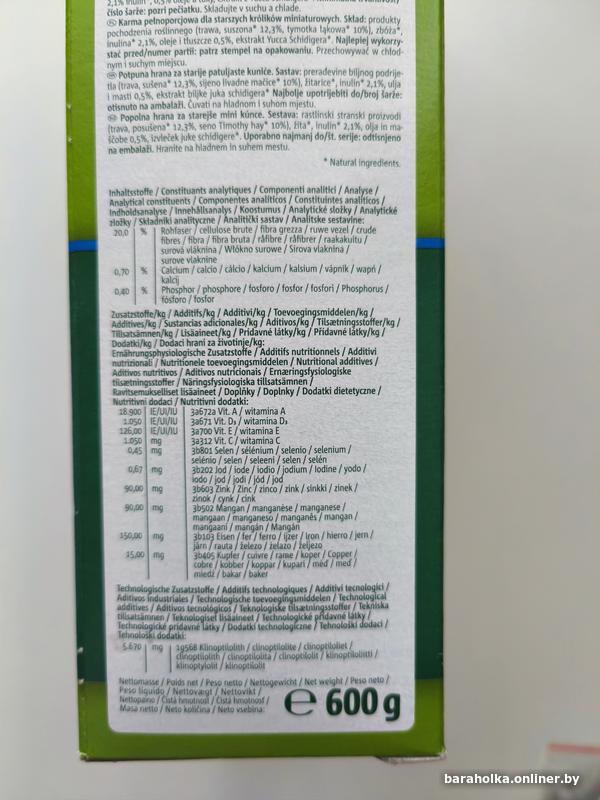 šarže: pozri pečiatku. Skladujte v suchu a chlade.
Karma pełnoporcjowa dla starszych królików miniaturowych. Skład: produkty
pochodzenia roślinnego (trawa, suszona* 12,3%, tymotka łąkowa* 10%), zbóża*,
inulina* 2,1%, oleje i tłuszcze 0,5%, ekstrakt Yucca Schidigera*. Najlepiej wykorzy-
stać przed/numer partii: patrz stempel na opakowaniu. Przechowywać w chłod-
nym i suchym miejscu.
Potpuna hrana za starije patuljaste kuniće. Sastav: prerađevine biljnog podrije-
tla (trava, sušena* 12,3%, sijeno livadne mačice* 10%), žitarice*, inulin* 2,1%, ulja
i masti 0,5%, ekstrakt biljke juka schidigera* Najbolje upotrijebiti do/broj šarže:
otisnuto na ambalaži. Čuvati na hladnom i suhom mjestu.
Popolna hrana za starejše mini kunce. Sestava: rastlinski stranski proizvodi
(trava, posušena* 12,3%, seno Timothy hay* 10%), žita*, inulin* 2,1%, olja in ma-
ščobe 0,5%, izvleček juke schidigere*. Uporabno najmanj do/št. serije: odtisnjeno
na embalaži. Hranite na hladnem in suhem mestu.
* Natural ingredients.
Inhaltsstoffe / Constituants analytiques / Componenti analitici / Analyse /
Analytical constituents / Componentes analíticos / Constituintes analíticos /
Indholdsanalyse / Innehållsanalys / Koostumus / Analytické složky / Analytické
zložky / Składniki analityczne / Analitički sastav / Analitske sestavine:
20,0 % Rohfaser / cellulose brute / fibra grezza / ruwe vezel / crude
fibres / fibra / fibra bruta / råfibre / råfiberer / raakakuitu /
surová vláknina / Włókno surowe / Sirova vlaknina /
surove vlaknine
0,70 % Calcium / calcio / cálcio / kalcium / kalsium / vápník / wapń /
kalcij
0,40 % Phosphor / phosphore / fosforo / fosfor / fosfori / Phosphorus /
fósforo / fosfor
Zusatzstoffe/kg / Additifs/kg / Additivi/kg / Toevoegingsmiddelen/kg /
Additives/kg / Sustancias adicionales/kg / Aditivos/kg / Tilsætningsstoffer/kg /
Tillsatsämnen/kg / Lisäaineet/kg / Pridavné látky/kg / Přídavné látky/kg /
Dodatki/kg / Dodaci hrani za životinje/kg:
Ernährungsphysiologische Zusatzstoffe / Additifs nutritionnels / Additivi
nutrizionali / Nutritionele toevoegingsmiddelen / Nutritional additives /
Aditivos nutritivos / Aditivos nutricionais / Ernæringsfysiologiske
tilsætningsstoffer / Näringsfysiologiska tillsatsämnen /
Ravitsemukselliset lisäaineet / Doplňky / Doplnky / Dodatki dietetyczne /
Nutritivni dodaci / Nutritivni dodatki:
18.900 IE/UI/IU 3a672a Vit. A / witamina A
1.050 IE/UI/IU 3a671 Vit. D₃ / witamina D₃
126,00 IE/UI/IU 3a700 Vit. E / witamina E
1.050 mg 3a312 Vit. C / witamina C
0,45 mg 3b801 Selen / sélénium / selenio / selenium /
selénio / selen / seleeni / selen / selén
0,67 mg 3b202 Jod / iode / iodio / jodium / Iodine / yodo /
iodo / jod / jodi / jód / jod
90,00 mg 3b603 Zink / Zinc / zinco / zink / sinkki / zinek /
zinok / cynk / cink
90,00 mg 3b502 Mangan / manganèse / manganese /
mangaan / manganeso / manganês / mangan /
mangaani / mangán / Mangán
150,00 mg 3b103 Eisen / fer / ferro / ijzer / iron / hierro / jern /
järn / rauta / železo / żelazo / željezo
15,00 mg 3b405 Kupfer / cuivre / rame / koper / Copper /
cobre / kobber / koppar / kupari / měď / meď /
miedź / bakar / baker
Technologische Zusatzstoffe / Additifs technologiques / Additivi tecnologici /
Aditivos industriales / Technologische toevoegingsmiddelen / Technological
additives / Aditivos tecnológicos / Teknologiske tilsætningsstoffer / Tekniska
tillsatsämnen / Teknologiset lisäaineet / Technologické přídavné látky /
Technologické prídavné látky / Dodatki technologiczne / Tehnološki dodaci /
Tehnološki dodatki:
5.670 mg 1g568 Klinoptilolith / clinoptilolite / clinoptiloliet /
clinoptilolith / clinoptilolita / clinoptilolit / klinoptiloliitti /
klinoptylolit / klinoptilolit
Nettomasse / Poids net / Peso netto / Nettogewicht / Net weight / Peso neto /
Peso líquido / Nettovægt / Nettovikt /
Nettopaino / Čistá hmotnosť / Čistá hmotnost /
Masa netto / Neto količina / Neto vsebina:
℮ 600 g
baraholka.onliner.by